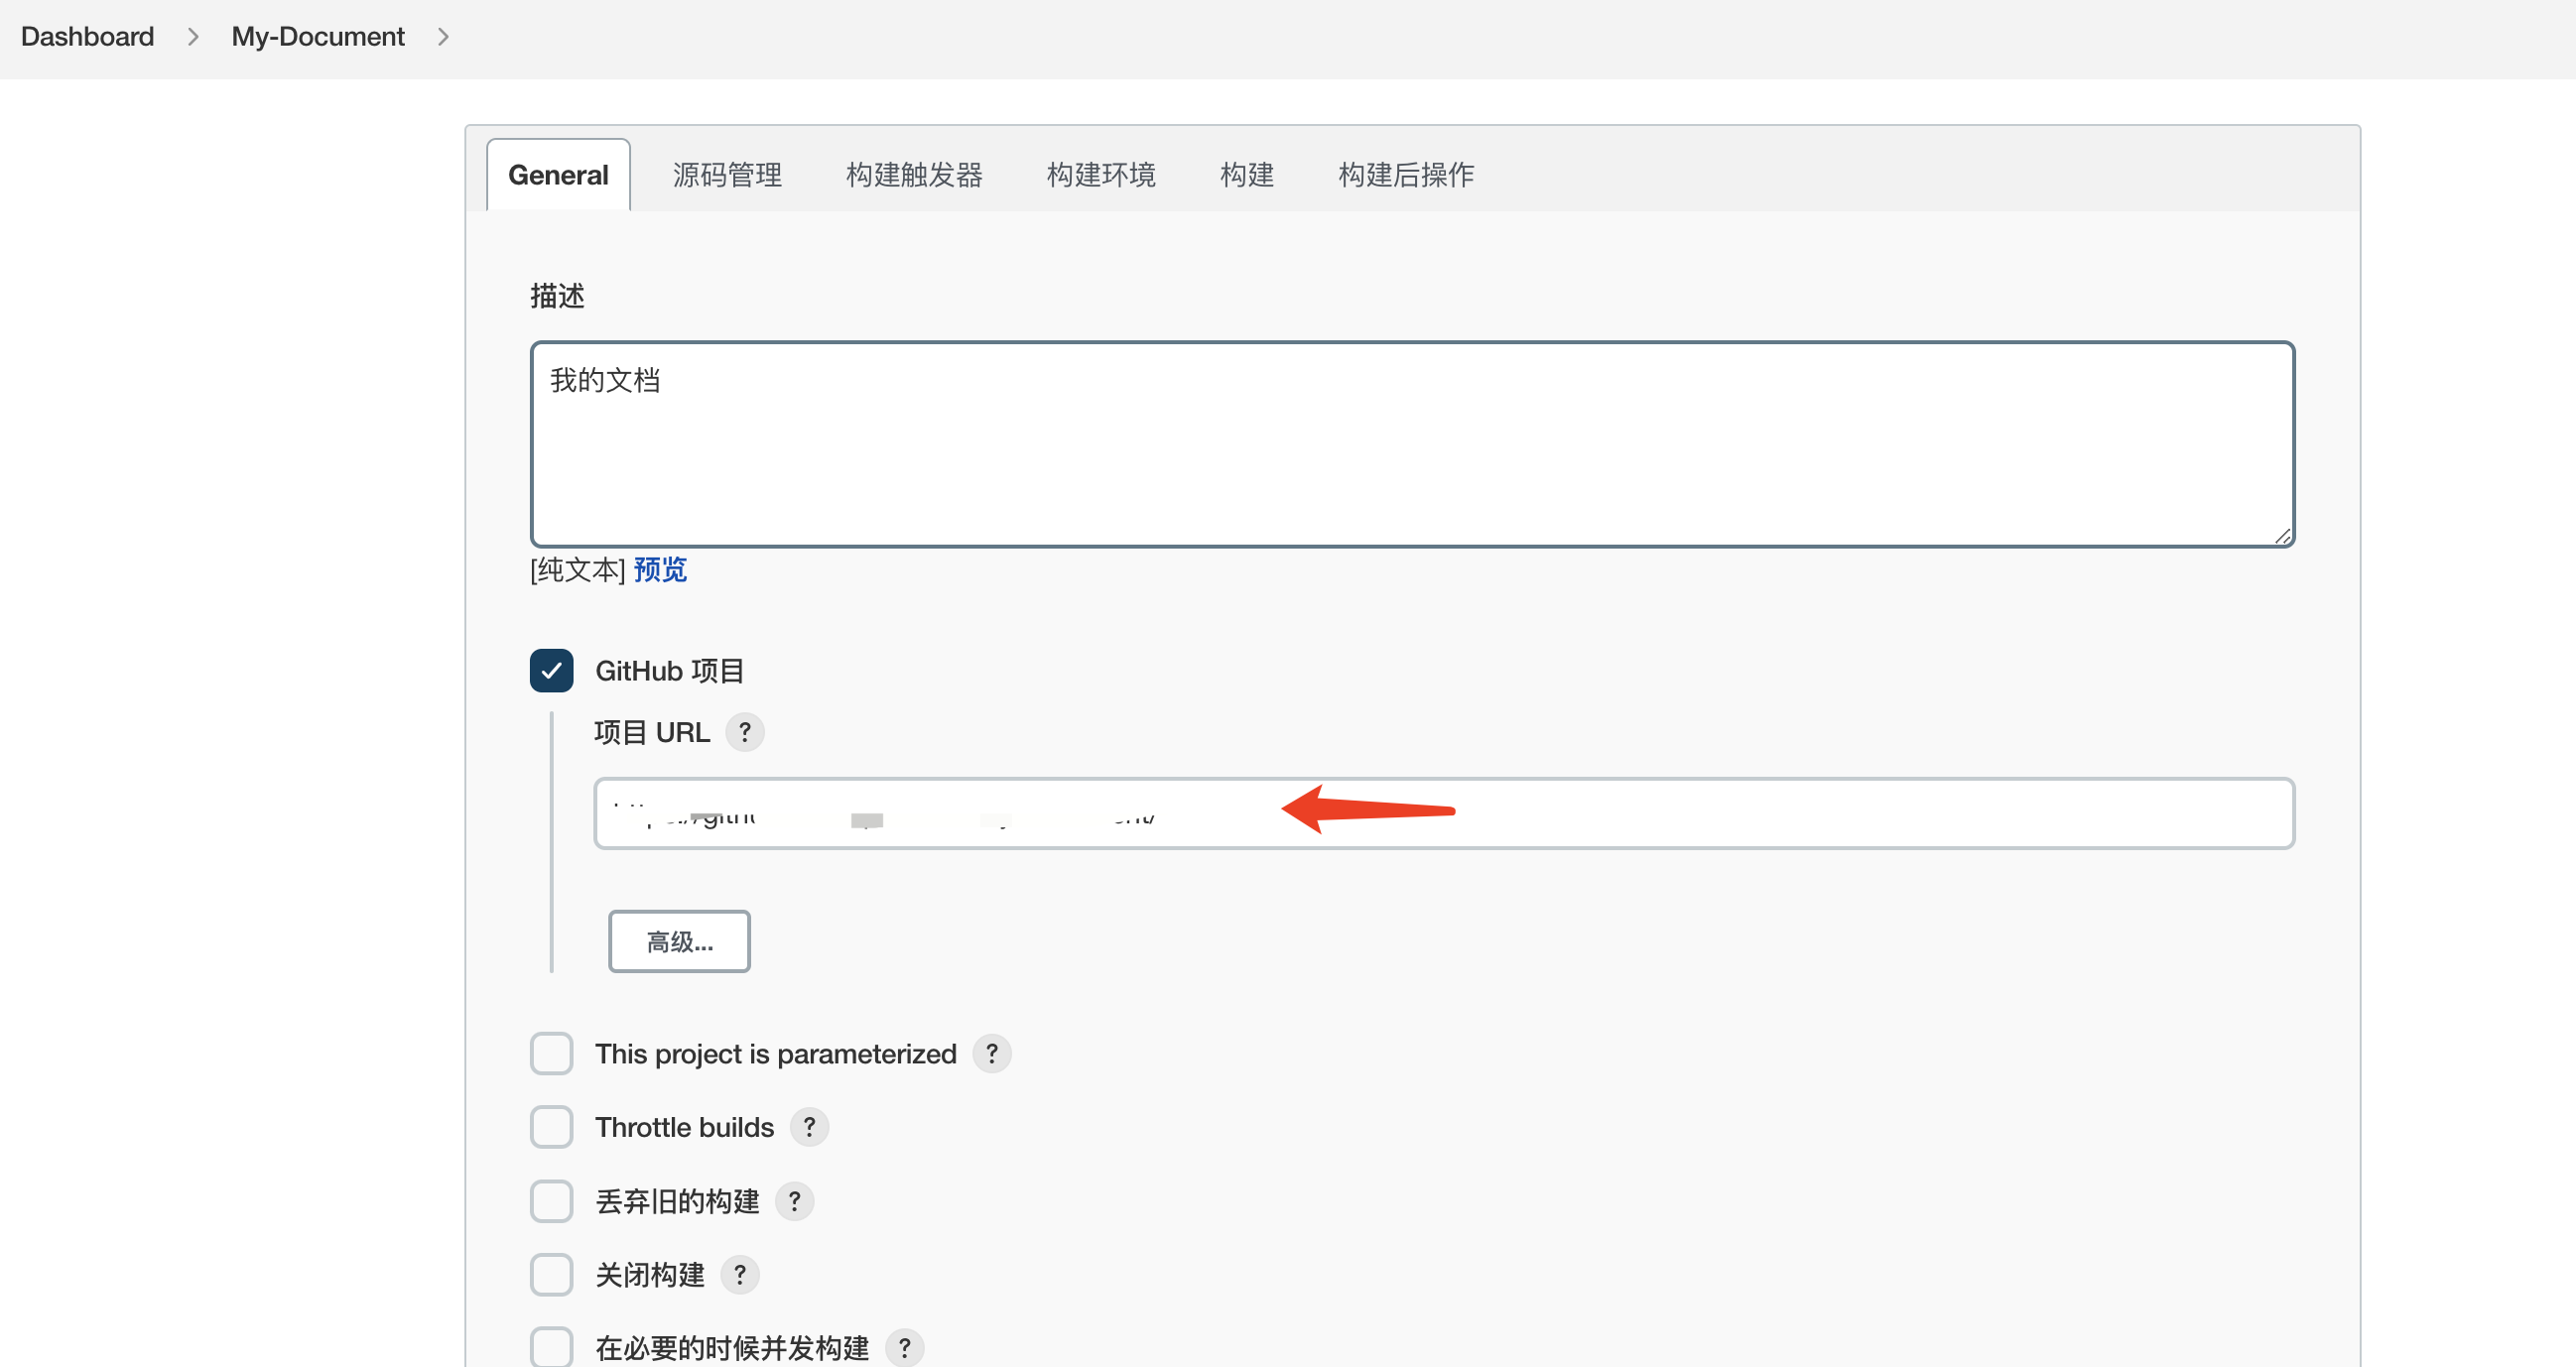 Dashboard > My-Document >
General 源码管理 构建触发器 构建环境 构建 构建后操作
描述
我的文档
[纯文本] 预览
GitHub 项目
项目 URL ?
高级...
This project is parameterized ?
Throttle builds ?
丢弃旧的构建 ?
关闭构建 ?
在必要的时候并发构建 ?